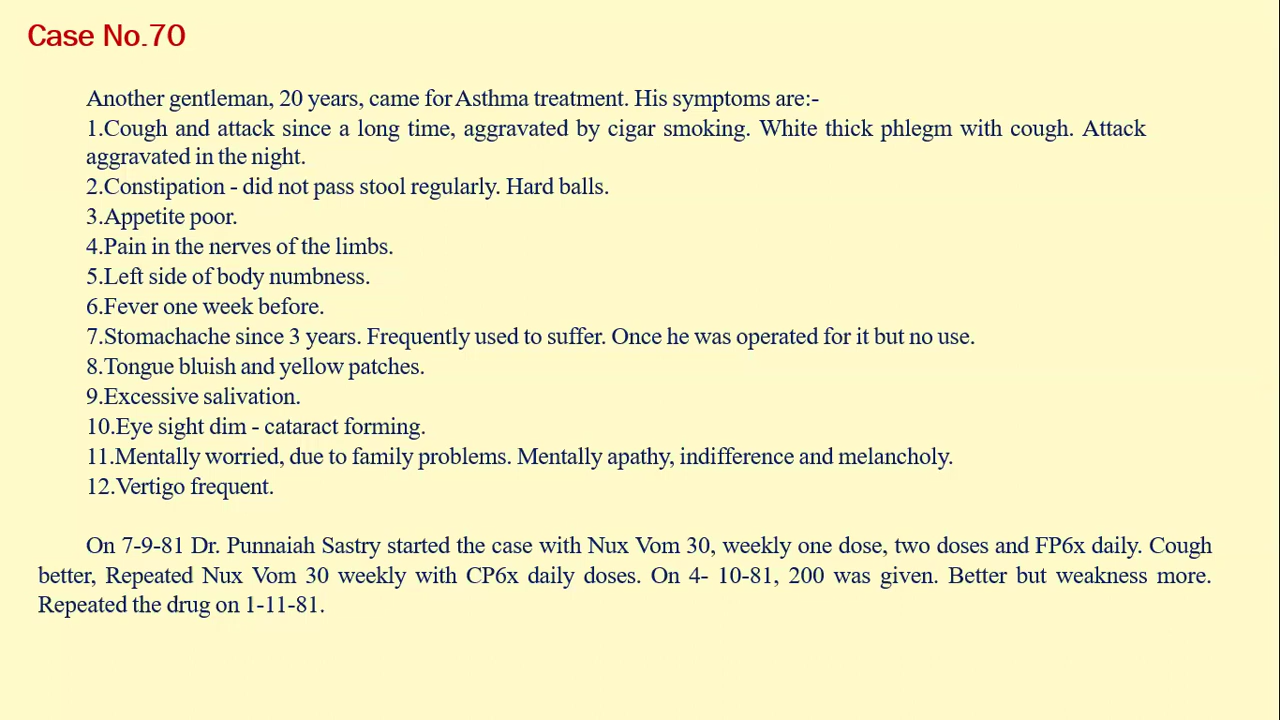 Case No.70
Another gentleman, 20 years, came for Asthma treatment. His symptoms are:-
1.Cough and attack since a long time, aggravated by cigar smoking. White thick phlegm with cough. Attack
aggravated in the night.
2.Constipation - did not pass stool regularly. Hard balls.
3.Appetite poor.
4.Pain in the nerves of the limbs.
5.Left side of body numbness.
6.Fever one week before.
7.Stomachache since 3 years. Frequently used to suffer. Once he was operated for it but no use.
8.Tongue bluish and yellow patches.
9.Excessive salivation.
10.Eye sight dim - cataract forming.
11.Mentally worried, due to family problems. Mentally apathy, indifference and melancholy.
12.Vertigo frequent.
On 7-9-81 Dr. Punnaiah Sastry started the case with Nux Vom 30, weekly one dose, two doses and FP6x daily. Cough
better, Repeated Nux Vom 30 weekly with CP6x daily doses. On 4- 10-81, 200 was given. Better but weakness more.
Repeated the drug on 1-11-81.